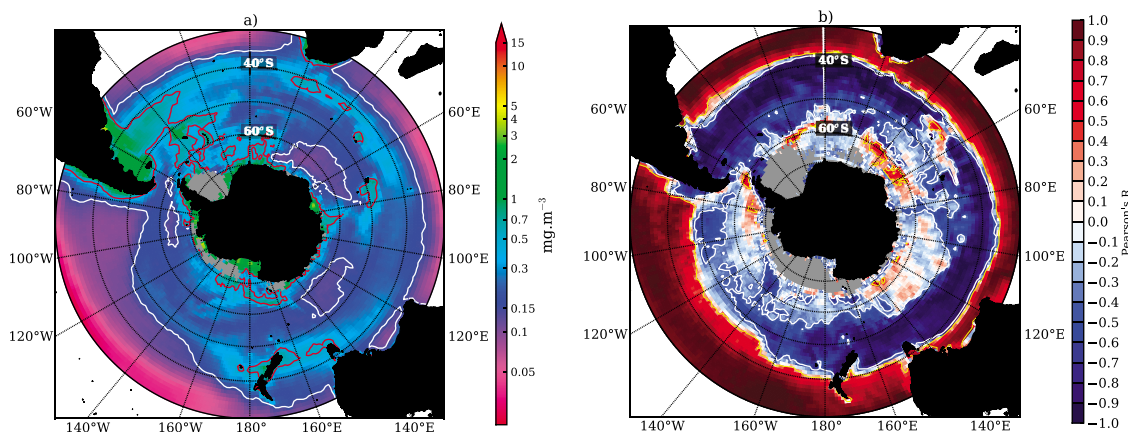 a)
40°S
60°S
60°W
80°W
100°W
120°W
140°W
160°W
180°W
160°E
140°E
120°E
100°E
80°E
60°E
15
10
5
4
3
2
1
0.7
0.5
0.3
0.15
0.1
0.05
mg.m⁻³
b)
40°S
60°S
60°W
80°W
100°W
120°W
140°W
160°W
180°W
160°E
140°E
120°E
100°E
80°E
60°E
1.0
0.9
0.8
0.7
0.6
0.5
0.4
0.3
0.2
0.1
0.0
−0.1
−0.2
−0.3
−0.4
−0.5
−0.6
−0.7
−0.8
−0.9
−1.0
Pearson's R